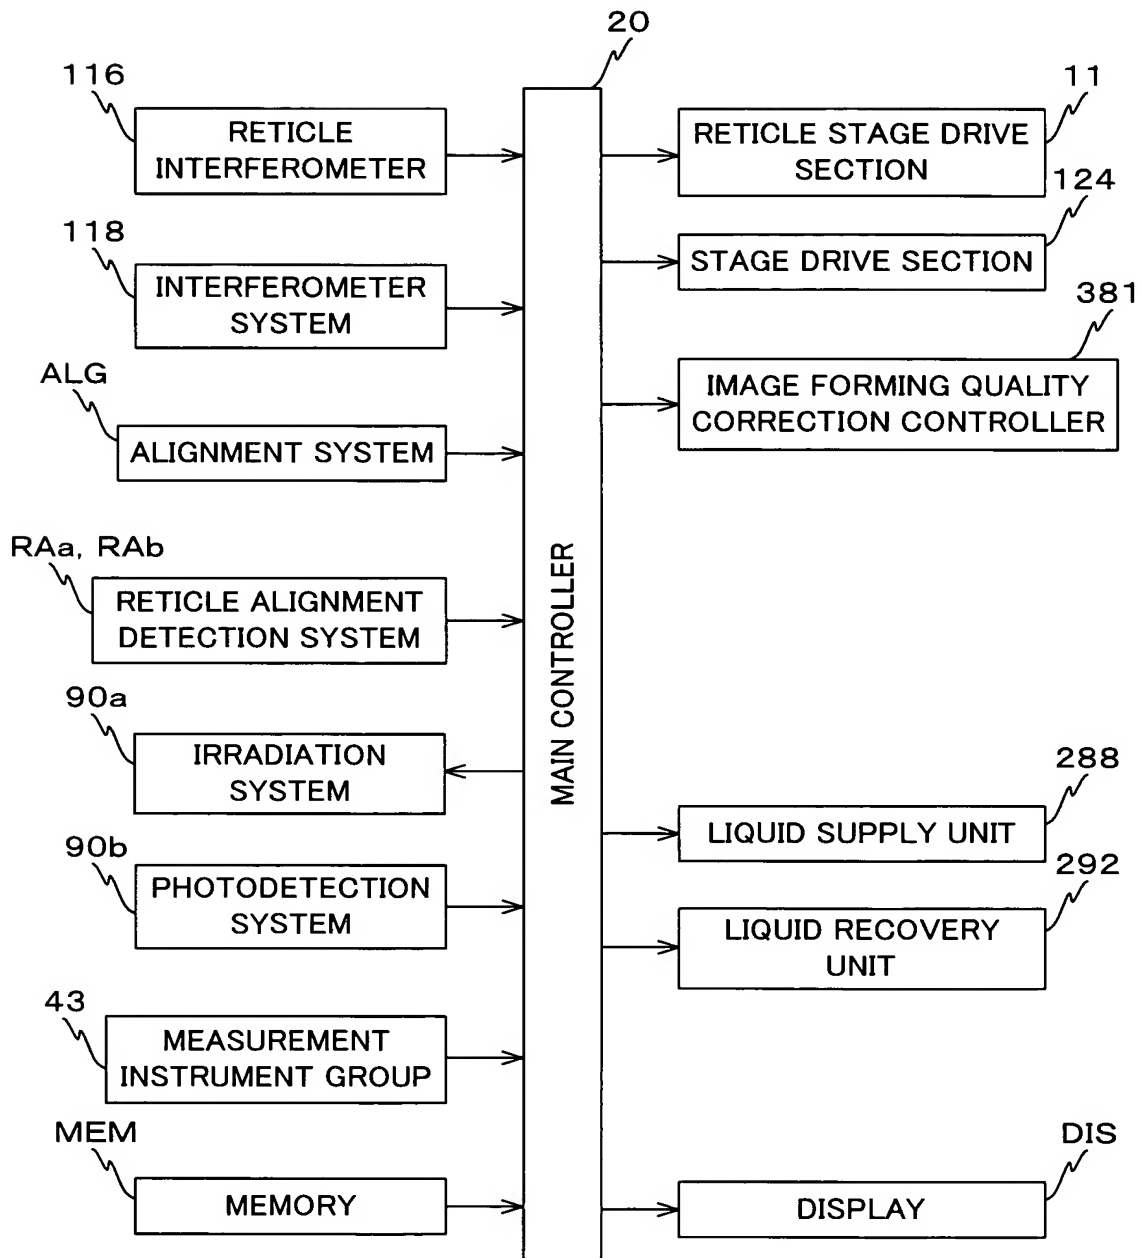 20
116
RETICLE
INTERFEROMETER
118
INTERFEROMETER
SYSTEM
ALG
ALIGNMENT SYSTEM
RAa, RAb
RETICLE ALIGNMENT
DETECTION SYSTEM
90a
IRRADIATION
SYSTEM
90b
PHOTODETECTION
SYSTEM
43
MEASUREMENT
INSTRUMENT GROUP
MEM
MEMORY
MAIN CONTROLLER
11
RETICLE STAGE DRIVE
SECTION
124
STAGE DRIVE SECTION
381
IMAGE FORMING QUALITY
CORRECTION CONTROLLER
288
LIQUID SUPPLY UNIT
292
LIQUID RECOVERY
UNIT
DIS
DISPLAY